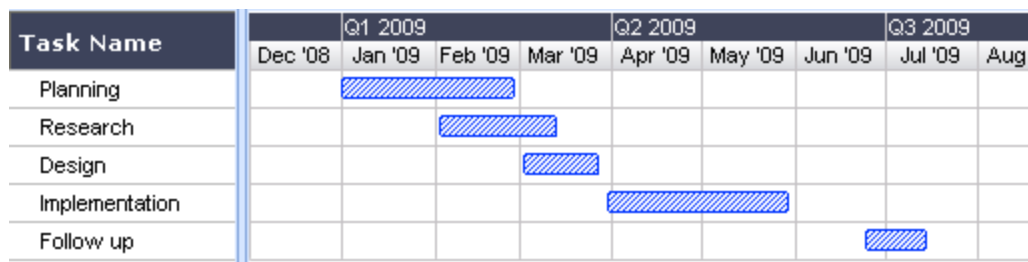 Task Name
Q1 2009 Q2 2009 Q3 2009
Dec '08 Jan '09 Feb '09 Mar '09 Apr '09 May '09 Jun '09 Jul '09 Aug
Planning
Research
Design
Implementation
Follow up